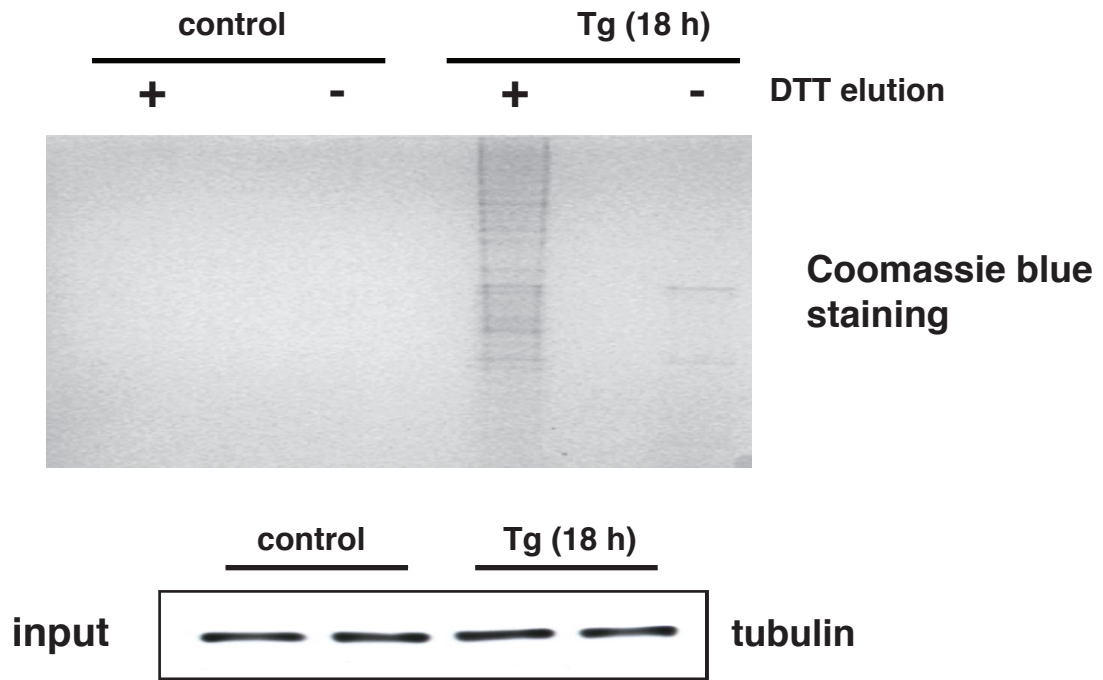 control Tg (18 h)
+ - + - DTT elution
Coomassie blue
staining
control Tg (18 h)
input tubulin